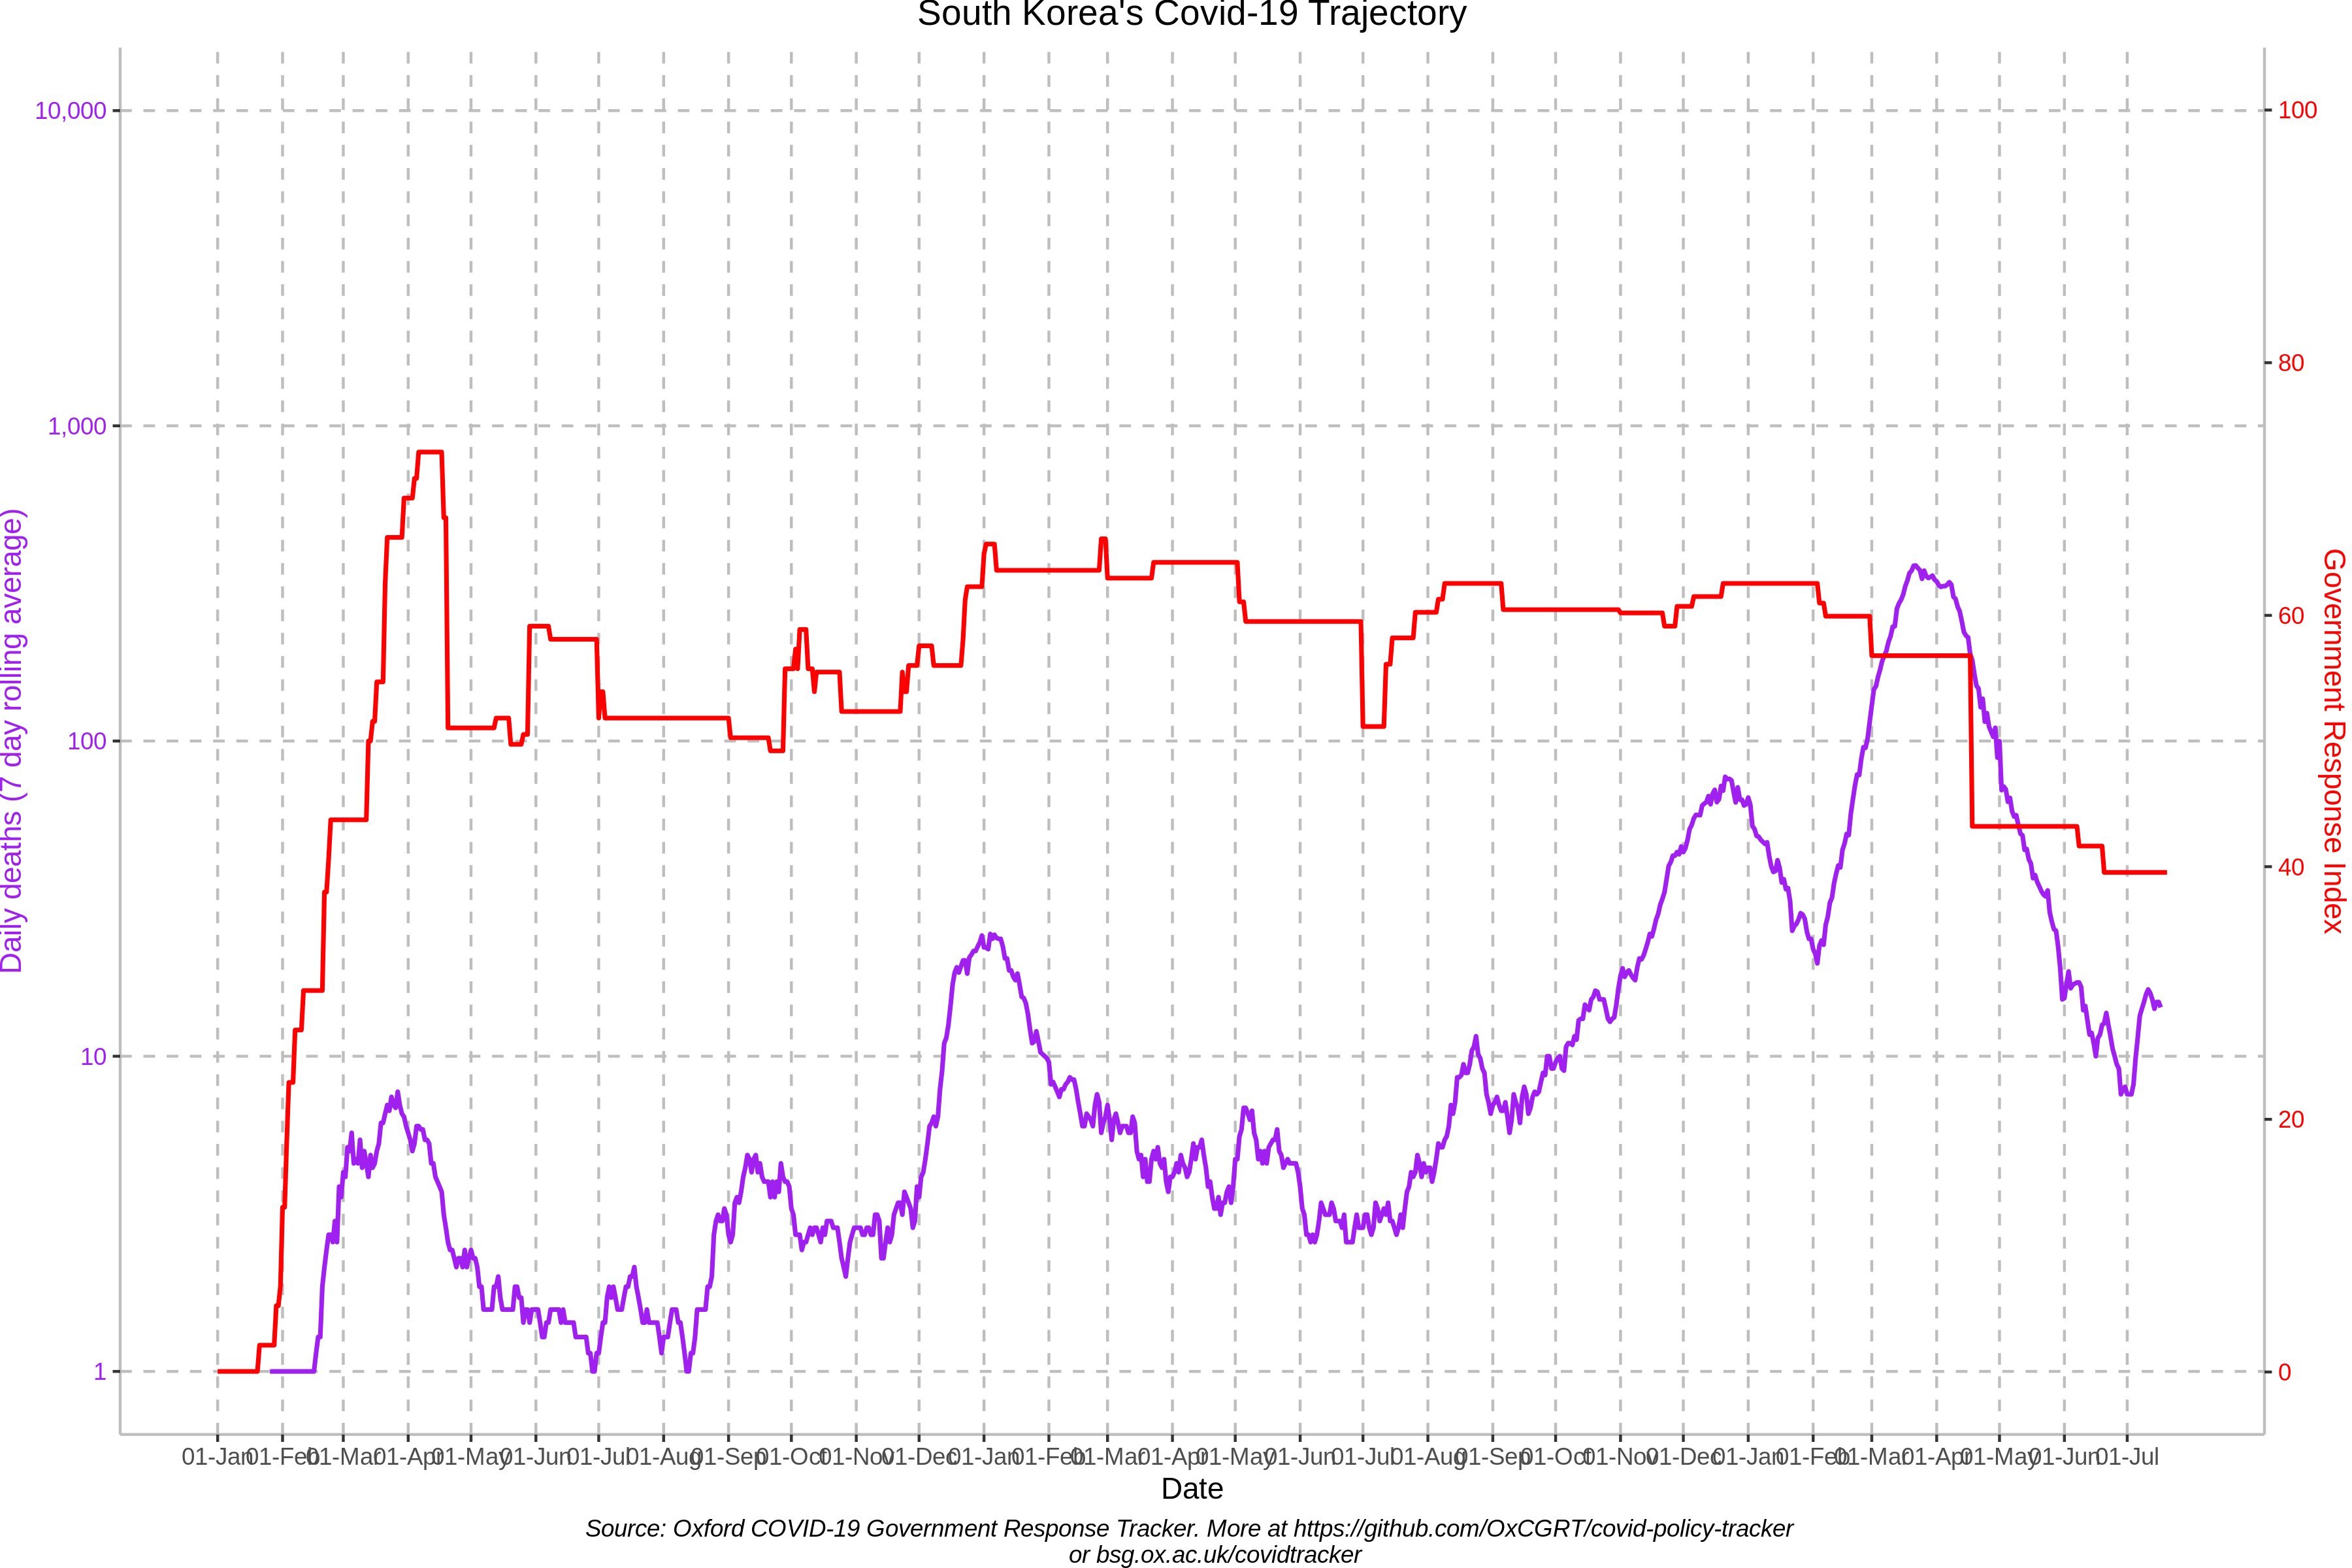 South Korea's Covid-19 Trajectory
10,000
1,000
100
10
1
Daily deaths (7 day rolling average)
100
80
60
40
20
0
Government Response Index
01-Jan 01-Feb 01-Mar 01-Apr 01-May 01-Jun 01-Jul 01-Aug 01-Sep 01-Oct 01-Nov 01-Dec 01-Jan 01-Feb 01-Mar 01-Apr 01-May 01-Jun 01-Jul 01-Aug 01-Sep 01-Oct 01-Nov 01-Dec 01-Jan 01-Feb 01-Mar 01-Apr 01-May 01-Jun 01-Jul
Date
Source: Oxford COVID-19 Government Response Tracker. More at https://github.com/OxCGRT/covid-policy-tracker
or bsg.ox.ac.uk/covidtracker